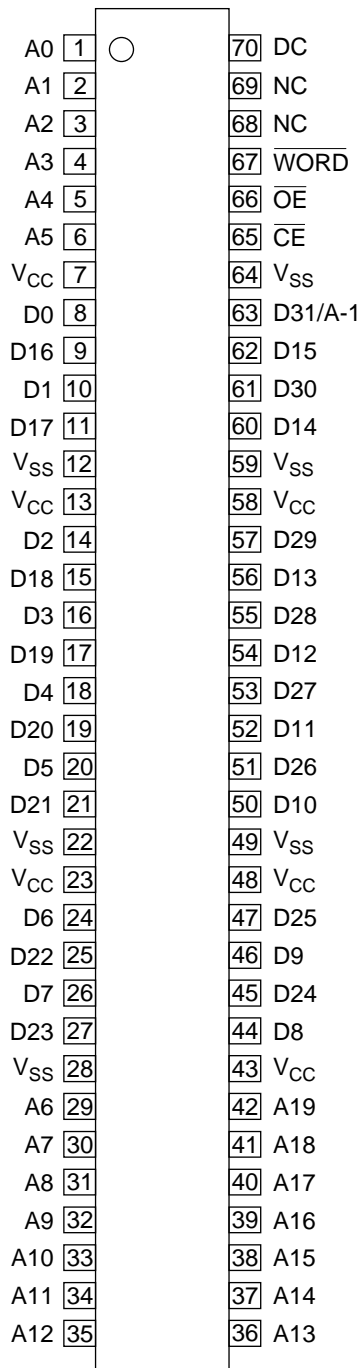 A0 1 70 DC
A1 2 69 NC
A2 3 68 NC
A3 4 67 W̅O̅R̅D̅
A4 5 66 O̅E̅
A5 6 65 C̅E̅
VCC 7 64 VSS
D0 8 63 D31/A-1
D16 9 62 D15
D1 10 61 D30
D17 11 60 D14
VSS 12 59 VSS
VCC 13 58 VCC
D2 14 57 D29
D18 15 56 D13
D3 16 55 D28
D19 17 54 D12
D4 18 53 D27
D20 19 52 D11
D5 20 51 D26
D21 21 50 D10
VSS 22 49 VSS
VCC 23 48 VCC
D6 24 47 D25
D22 25 46 D9
D7 26 45 D24
D23 27 44 D8
VSS 28 43 VCC
A6 29 42 A19
A7 30 41 A18
A8 31 40 A17
A9 32 39 A16
A10 33 38 A15
A11 34 37 A14
A12 35 36 A13